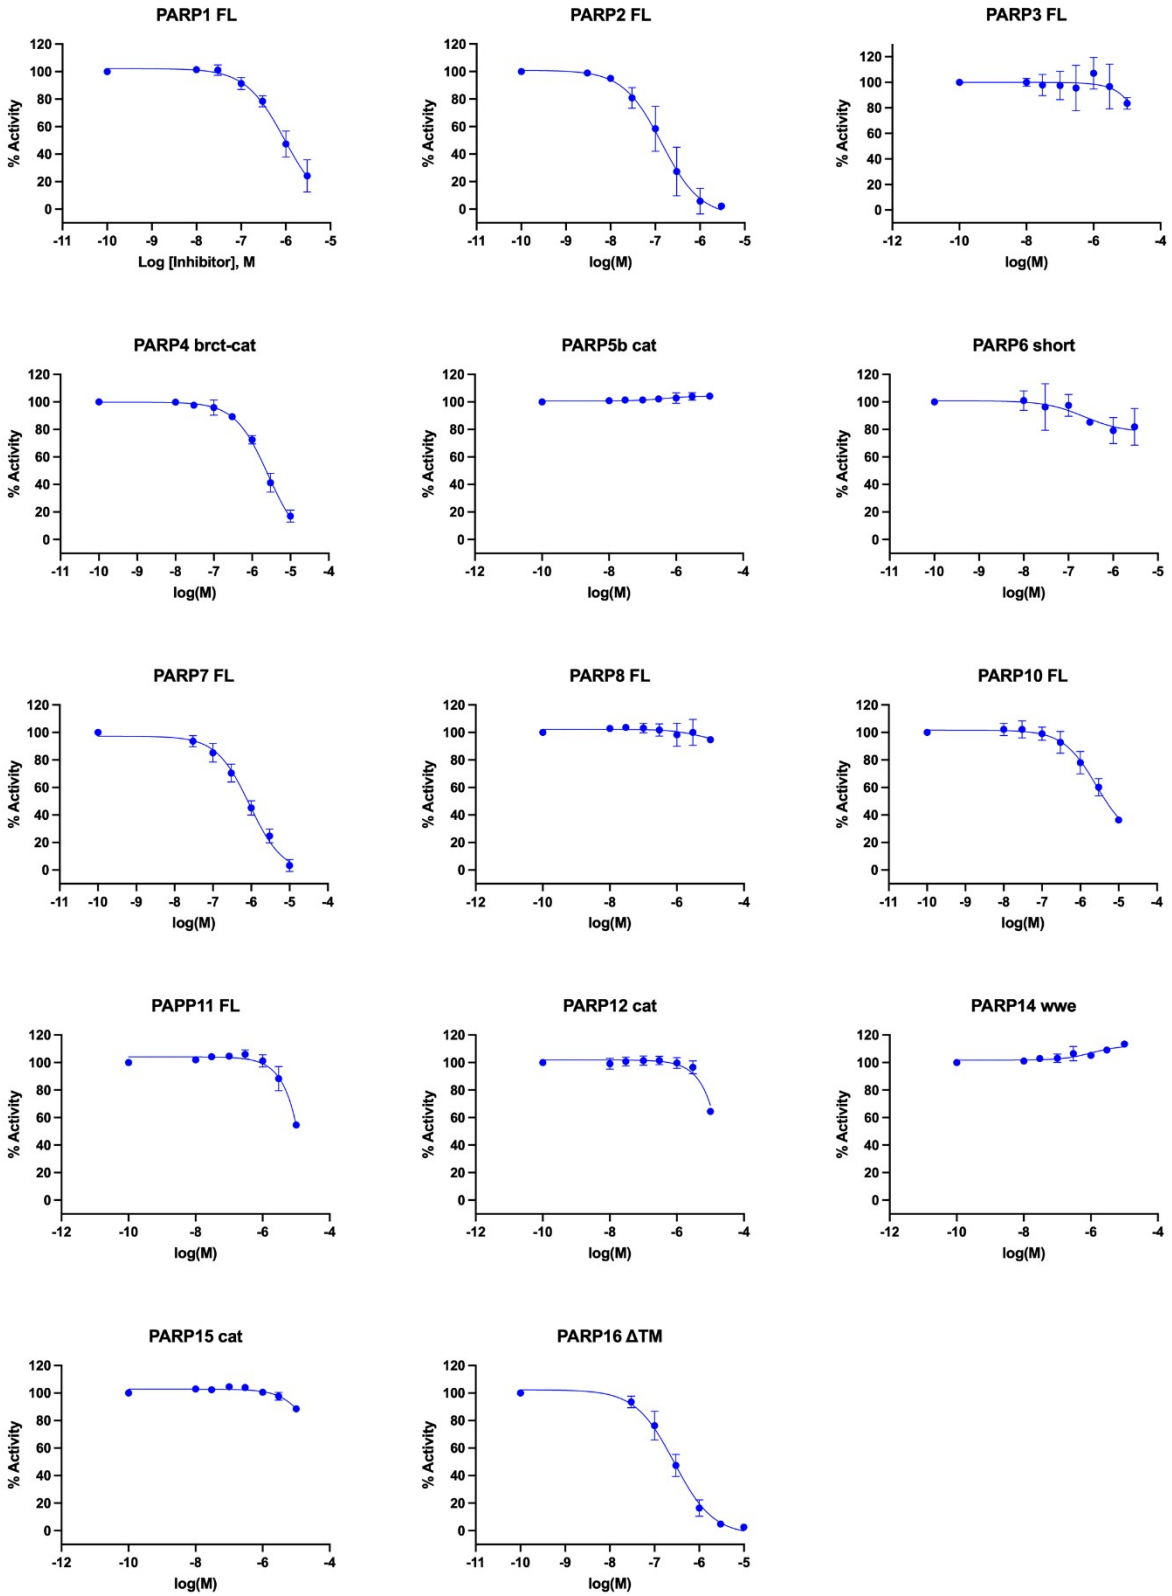 PARP1 FL
% Activity
120
100
80
60
40
20
0
-11 -10 -9 -8 -7 -6 -5
Log [Inhibitor], M
PARP2 FL
% Activity
120
100
80
60
40
20
0
-11 -10 -9 -8 -7 -6 -5 -4
log(M)
PARP3 FL
% Activity
120
100
80
60
40
20
0
-12 -10 -8 -6 -4
log(M)
PARP4 brct-cat
% Activity
120
100
80
60
40
20
0
-11 -10 -9 -8 -7 -6 -5 -4
log(M)
PARP5b cat
% Activity
120
100
80
60
40
20
0
-12 -10 -8 -6 -4
log(M)
PARP6 short
% Activity
120
100
80
60
40
20
0
-11 -10 -9 -8 -7 -6 -5
log(M)
PARP7 FL
% Activity
120
100
80
60
40
20
0
-11 -10 -9 -8 -7 -6 -5 -4
log(M)
PARP8 FL
% Activity
120
100
80
60
40
20
0
-12 -10 -8 -6 -4
log(M)
PARP10 FL
% Activity
120
100
80
60
40
20
0
-11 -10 -9 -8 -7 -6 -5 -4
log(M)
PAPP11 FL
% Activity
120
100
80
60
40
20
0
-12 -10 -8 -6 -4
log(M)
PARP12 cat
% Activity
120
100
80
60
40
20
0
-12 -10 -8 -6 -4
log(M)
PARP14 wwe
% Activity
120
100
80
60
40
20
0
-12 -10 -8 -6 -4
log(M)
PARP15 cat
% Activity
120
100
80
60
40
20
0
-12 -10 -8 -6 -4
log(M)
PARP16 ΔTM
% Activity
120
100
80
60
40
20
0
-11 -10 -9 -8 -7 -6 -5
log(M)